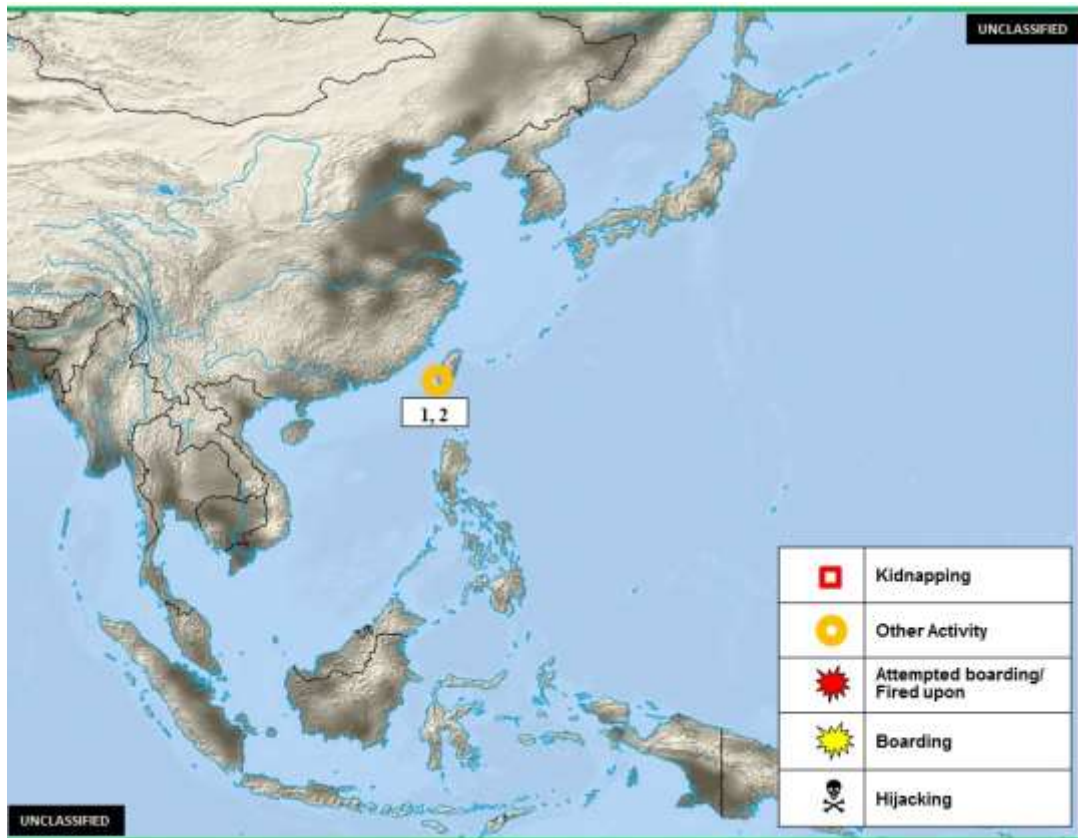 UNCLASSIFIED
1, 2
Kidnapping
Other Activity
Attempted boarding/
Fired upon
Boarding
Hijacking
UNCLASSIFIED